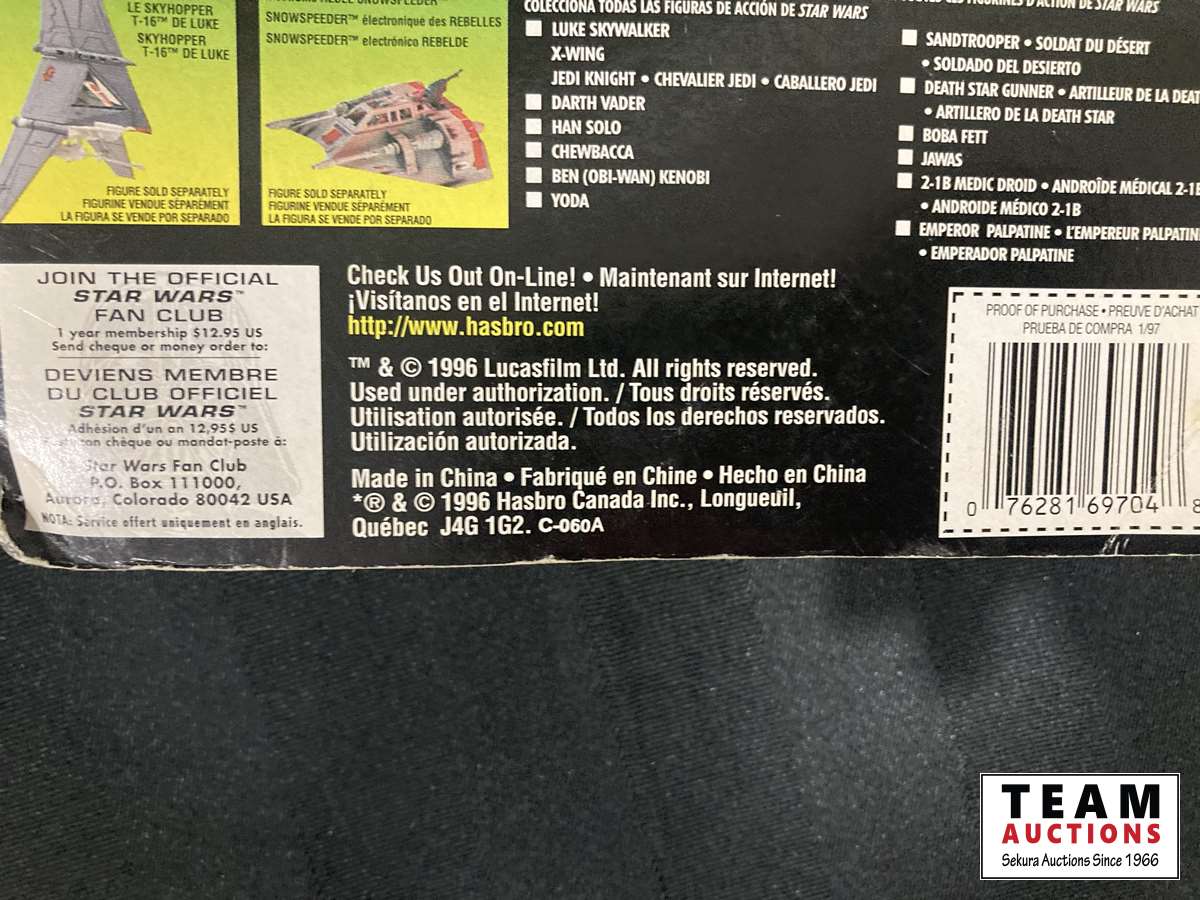 LE SKYHOPPER
T-16™ DE LUKE
SKYHOPPER
T-16™ DE LUKE
FIGURE SOLD SEPARATELY
FIGURINE VENDUE SÉPARÉMENT
LA FIGURA SE VENDE POR SEPARADO
SNOWSPEEDER™ électronique des REBELLES
SNOWSPEEDER™ electrónico REBELDE
FIGURE SOLD SEPARATELY
FIGURINE VENDUE SÉPARÉMENT
LA FIGURA SE VENDE POR SEPARADO
COLECCIONA TODAS LAS FIGURAS DE ACCIÓN DE STAR WARS
LUKE SKYWALKER
X-WING
JEDI KNIGHT • CHEVALIER JEDI • CABALLERO JEDI
DARTH VADER
HAN SOLO
CHEWBACCA
BEN (OBI-WAN) KENOBI
YODA
D'ACTION DE STAR WARS
SANDTROOPER • SOLDAT DU DÉSERT
• SOLDADO DEL DESIERTO
DEATH STAR GUNNER • ARTILLEUR DE LA DEAT
• ARTILLERO DE LA DEATH STAR
BOBA FETT
JAWAS
2-1B MEDIC DROID • ANDROÏDE MÉDICAL 2-1B
• ANDROIDE MÉDICO 2-1B
EMPEROR PALPATINE • L'EMPEREUR PALPATIN
• EMPERADOR PALPATINE
JOIN THE OFFICIAL
STAR WARS™
FAN CLUB
1 year membership $12.95 US
Send cheque or money order to:
DEVIENS MEMBRE
DU CLUB OFFICIEL
STAR WARS™
Adhésion d'un an 12,95$ US
ton chèque ou mandat-poste à:
Star Wars Fan Club
P.O. Box 111000,
Aurora, Colorado 80042 USA
NOTA: Service offert uniquement en anglais.
Check Us Out On-Line! • Maintenant sur Internet!
¡Visítanos en el Internet!
http://www.hasbro.com
™ & © 1996 Lucasfilm Ltd. All rights reserved.
Used under authorization. / Tous droits réservés.
Utilisation autorisée. / Todos los derechos reservados.
Utilización autorizada.
Made in China • Fabriqué en Chine • Hecho en China
*® & © 1996 Hasbro Canada Inc., Longueuil,
Québec J4G 1G2. C-060A
PROOF OF PURCHASE • PREUVE D'ACHAT
PRUEBA DE COMPRA 1/97
0 76281 69704 8
TEAM
AUCTIONS
Sekura Auctions Since 1966